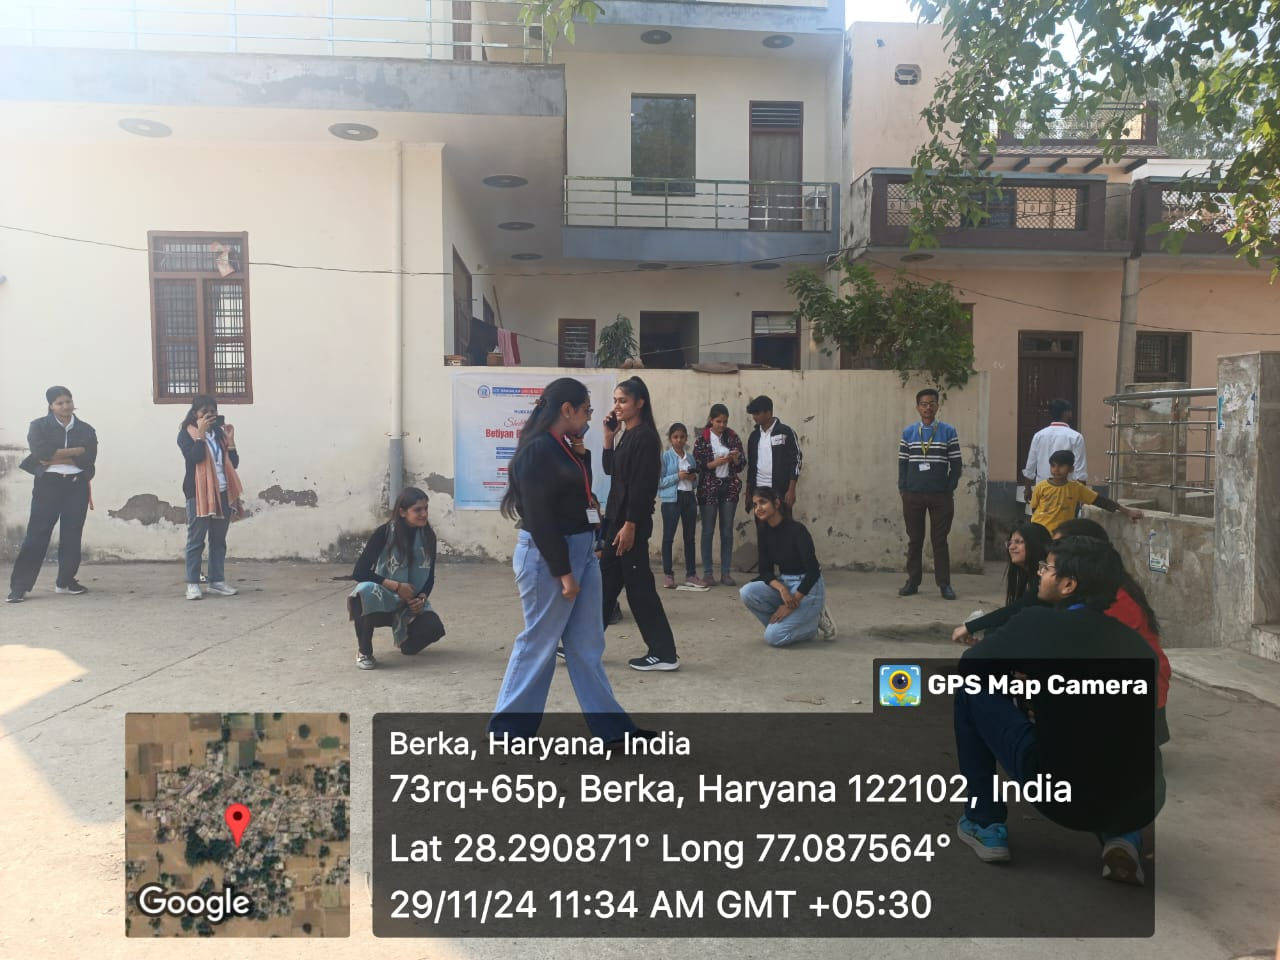 Betiyan
GPS Map Camera
Berka, Haryana, India
73rq+65p, Berka, Haryana 122102, India
Lat 28.290871° Long 77.087564°
29/11/24 11:34 AM GMT +05:30
Google